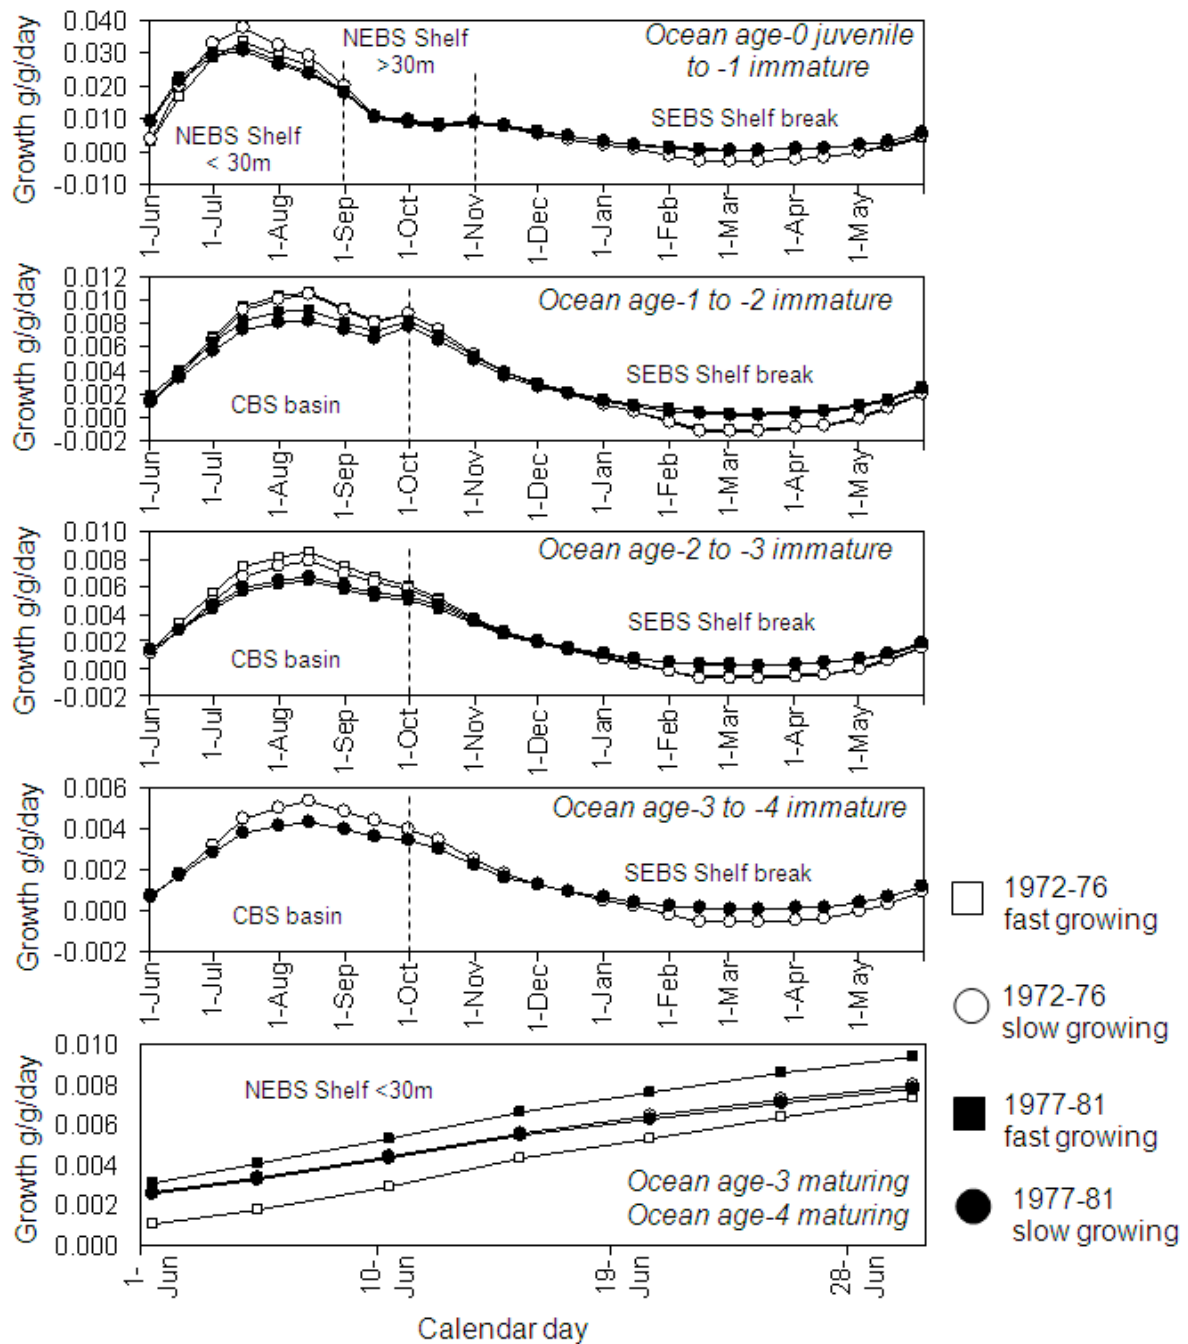 Growth g/g/day
0.040
0.030
0.020
0.010
0.000
-0.010
NEBS Shelf
>30m
Ocean age-0 juvenile
to -1 immature
NEBS Shelf
< 30m
SEBS Shelf break
1-Jun
1-Jul
1-Aug
1-Sep
1-Oct
1-Nov
1-Dec
1-Jan
1-Feb
1-Mar
1-Apr
1-May
Growth g/g/day
0.012
0.010
0.008
0.006
0.004
0.002
0.000
-0.002
Ocean age-1 to -2 immature
SEBS Shelf break
CBS basin
1-Jun
1-Jul
1-Aug
1-Sep
1-Oct
1-Nov
1-Dec
1-Jan
1-Feb
1-Mar
1-Apr
1-May
Growth g/g/day
0.010
0.008
0.006
0.004
0.002
0.000
-0.002
Ocean age-2 to -3 immature
SEBS Shelf break
CBS basin
1-Jun
1-Jul
1-Aug
1-Sep
1-Oct
1-Nov
1-Dec
1-Jan
1-Feb
1-Mar
1-Apr
1-May
Growth g/g/day
0.006
0.004
0.002
0.000
-0.002
Ocean age-3 to -4 immature
SEBS Shelf break
CBS basin
1-Jun
1-Jul
1-Aug
1-Sep
1-Oct
1-Nov
1-Dec
1-Jan
1-Feb
1-Mar
1-Apr
1-May
Growth g/g/day
0.010
0.008
0.006
0.004
0.002
0.000
NEBS Shelf <30m
Ocean age-3 maturing
Ocean age-4 maturing
1-
Jun
10-
Jun
19-
Jun
28-
Jun
Calendar day
1972-76
fast growing
1972-76
slow growing
1977-81
fast growing
1977-81
slow growing